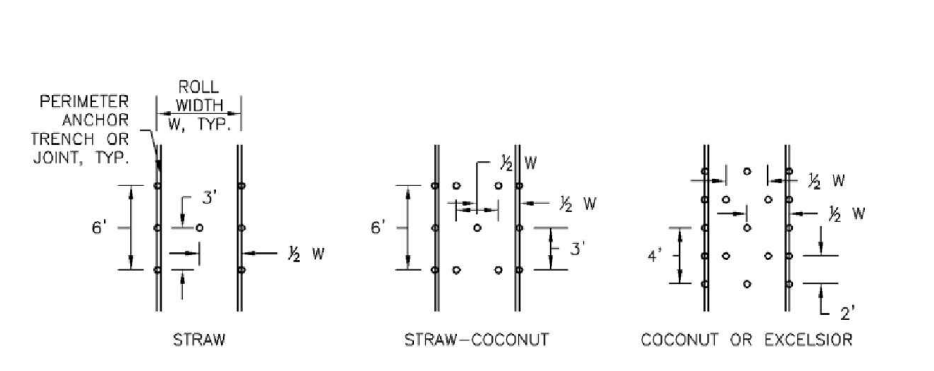 PERIMETER
ANCHOR
TRENCH OR
JOINT, TYP.
ROLL
WIDTH
W, TYP.
6'
3'
½ W
STRAW
½ W
½ W
6'
3'
STRAW-COCONUT
½ W
½ W
4'
2'
COCONUT OR EXCELSIOR